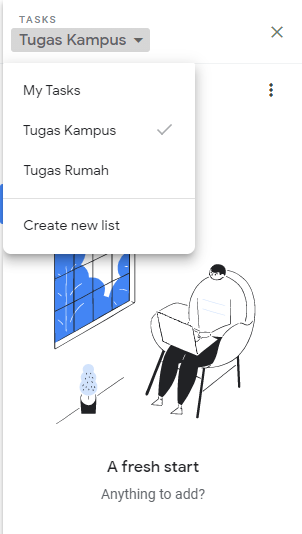 TASKS
Tugas Kampus
My Tasks
Tugas Kampus
Tugas Rumah
Create new list
A fresh start
Anything to add?